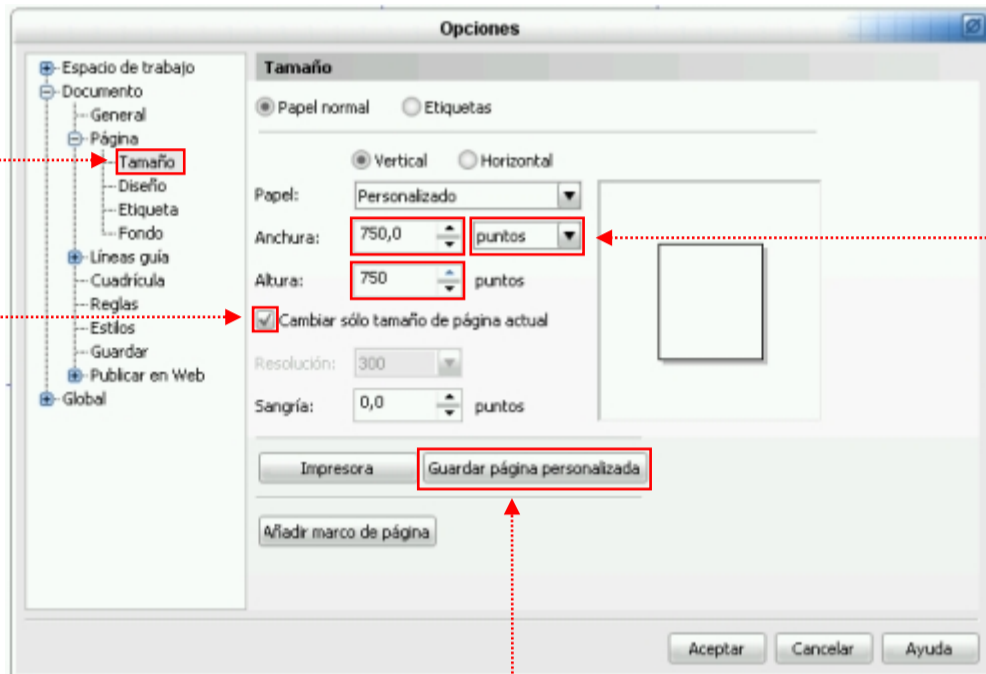 Opciones
Espacio de trabajo
Documento
General
Página
Tamaño
Diseño
Etiqueta
Fondo
Líneas guía
Cuadrícula
Reglas
Estilos
Guardar
Publicar en Web
Global
Tamaño
Papel normal Etiquetas
Vertical Horizontal
Papel: Personalizado
Anchura: 750,0 puntos
Altura: 750 puntos
Cambiar sólo tamaño de página actual
Resolución: 300
Sangría: 0,0 puntos
Impresora Guardar página personalizada
Añadir marco de página
Aceptar Cancelar Ayuda